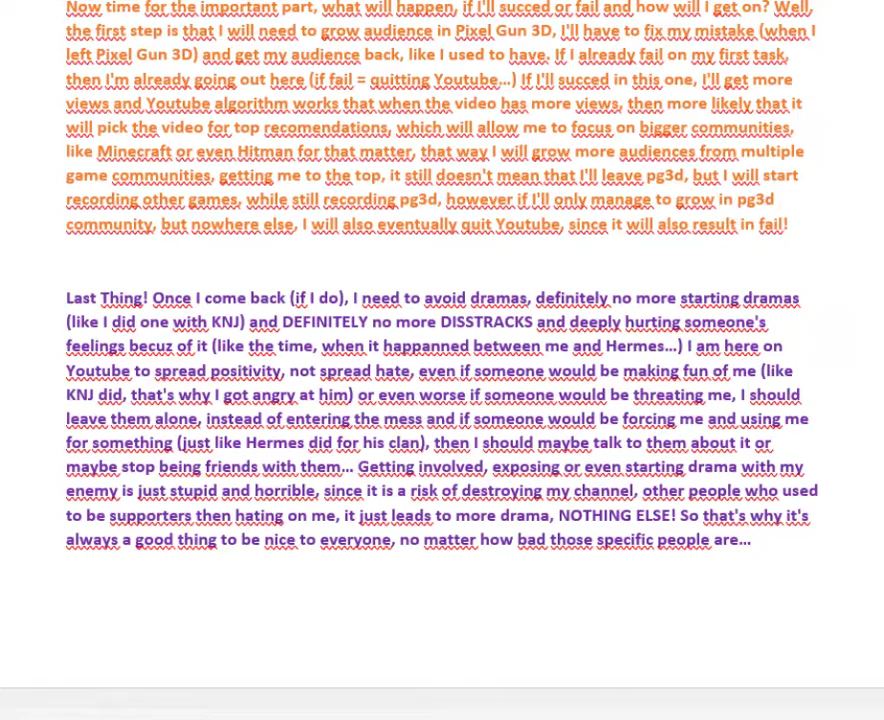 Now time for the important part, what will happen, if I'll succed or fail and how will I get on? Well,
the first step is that I will need to grow audience in Pixel Gun 3D, I'll have to fix my mistake (when I
left Pixel Gun 3D) and get my audience back, like I used to have. If I already fail on my first task,
then I'm already going out here (if fail = quitting Youtube...) If I'll succed in this one, I'll get more
views and Youtube algorithm works that when the video has more views, then more likely that it
will pick the video for top recomendations, which will allow me to focus on bigger communities,
like Minecraft or even Hitman for that matter, that way I will grow more audiences from multiple
game communities, getting me to the top, it still doesn't mean that I'll leave pg3d, but I will start
recording other games, while still recording pg3d, however if I'll only manage to grow in pg3d
community, but nowhere else, I will also eventually quit Youtube, since it will also result in fail!
Last Thing! Once I come back (if I do), I need to avoid dramas, definitely no more starting dramas
(like I did one with KNJ) and DEFINITELY no more DISSTRACKS and deeply hurting someone's
feelings becuz of it (like the time, when it happanned between me and Hermes...) I am here on
Youtube to spread positivity, not spread hate, even if someone would be making fun of me (like
KNJ did, that's why I got angry at him) or even worse if someone would be threating me, I should
leave them alone, instead of entering the mess and if someone would be forcing me and using me
for something (just like Hermes did for his clan), then I should maybe talk to them about it or
maybe stop being friends with them... Getting involved, exposing or even starting drama with my
enemy is just stupid and horrible, since it is a risk of destroying my channel, other people who used
to be supporters then hating on me, it just leads to more drama, NOTHING ELSE! So that's why it's
always a good thing to be nice to everyone, no matter how bad those specific people are...